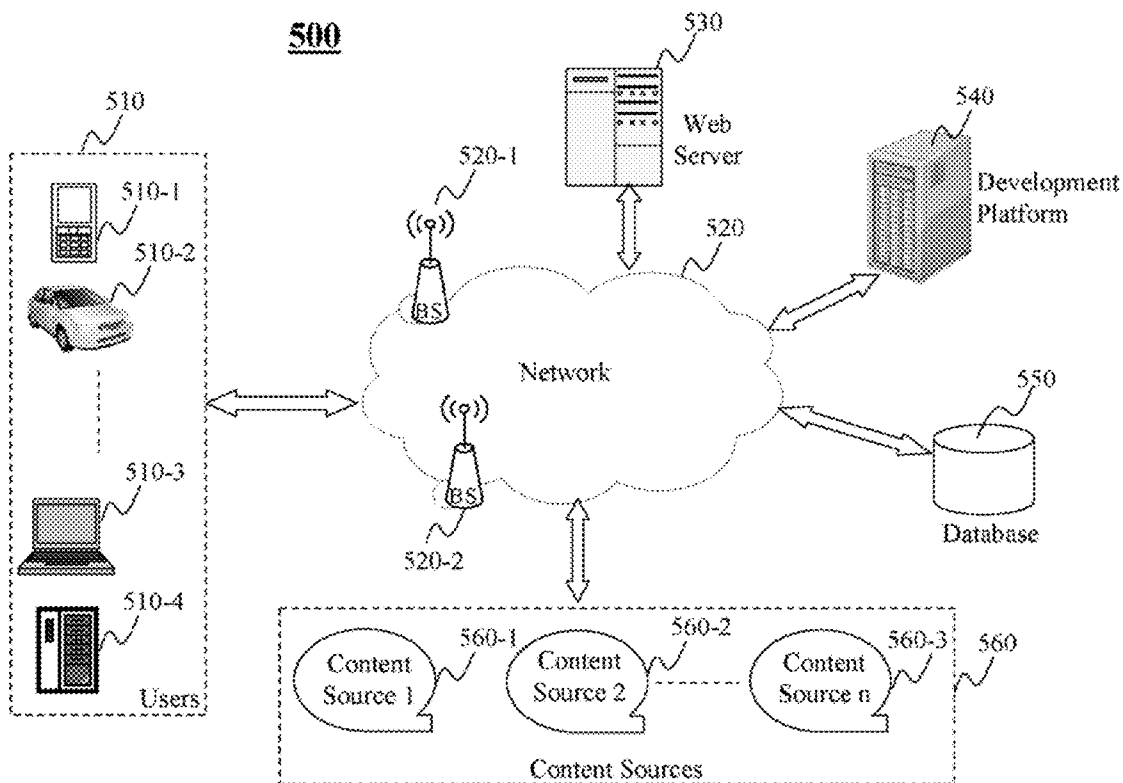 500
530
Web
Server
540
Development
Platform
510
510-1
510-2
510-3
510-4
Users
520-1
BS
520
Network
BS
520-2
550
Database
Content
Source 1
560-1
Content
Source 2
560-2
Content
Source n
560-3
560
Content Sources